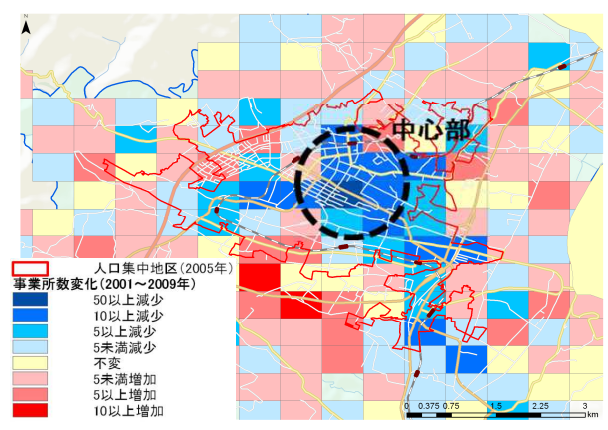 N
中心部
人口集中地区(2005年)
事業所数変化(2001～2009年)
50以上減少
10以上減少
5以上減少
5未満減少
不変
5未満増加
5以上増加
10以上増加
0 0.375 0.75 1.5 2.25 3
km